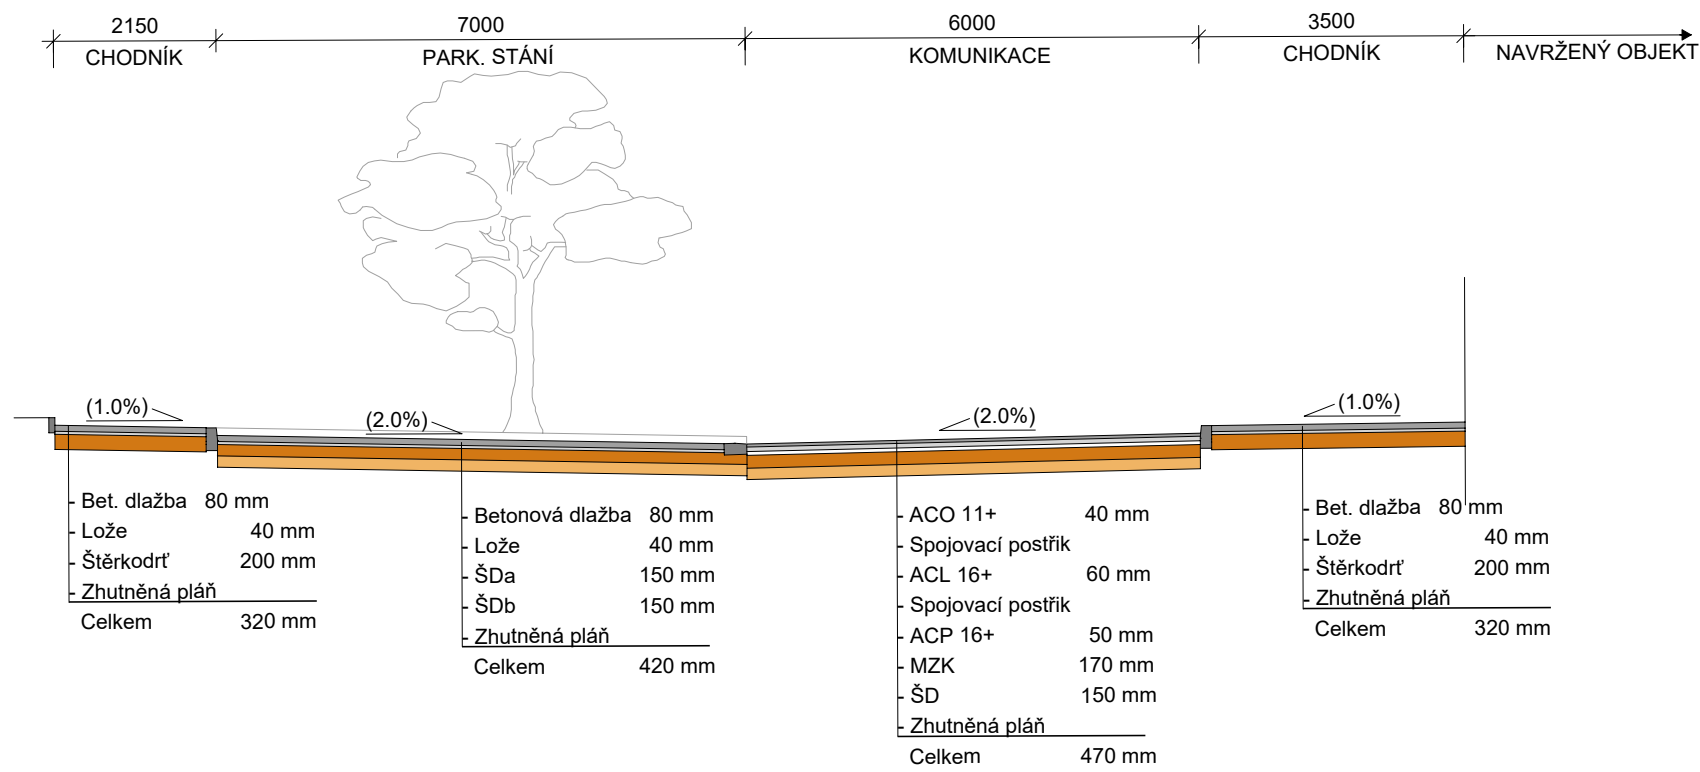 2150
7000
6000
3500
CHODNÍK
PARK. STÁNÍ
KOMUNIKACE
CHODNÍK
NAVRŽENÝ OBJEKT
(1.0%)
(2.0%)
(2.0%)
(1.0%)
Bet. dlažba 80 mm
Lože 40 mm
Štěrkodrť 200 mm
Zhutněná pláň
Celkem 320 mm
Betonová dlažba 80 mm
Lože 40 mm
ŠDa 150 mm
ŠDb 150 mm
Zhutněná pláň
Celkem 420 mm
ACO 11+ 40 mm
Spojovací postřik
ACL 16+ 60 mm
Spojovací postřik
ACP 16+ 50 mm
MZK 170 mm
ŠD 150 mm
Zhutněná pláň
Celkem 470 mm
Bet. dlažba 80 mm
Lože 40 mm
Štěrkodrť 200 mm
Zhutněná pláň
Celkem 320 mm